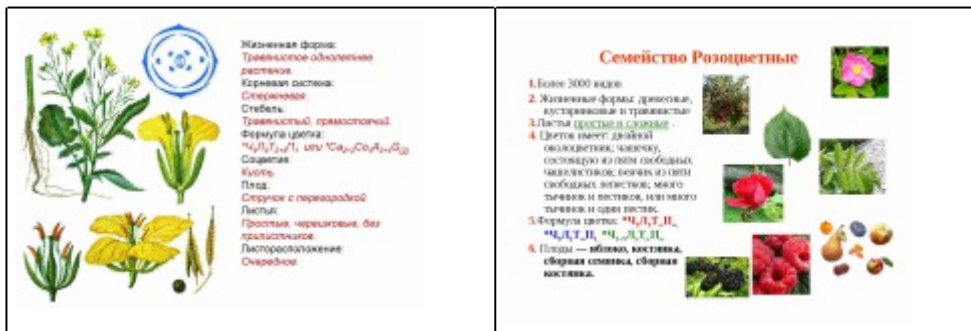 Жизненная форма:
Травянистое однолетнее
растение.
Корневая система:
Стержневая.
Стебель:
Травянистый, прямостоячий.
Формула цветка:
или
Соцветие:
Кисть.
Плод:
Стручок с перегородкой.
Листья:
Простые, черешковые, без
прилистников.
Листорасположение:
Очередное.
Семейство Розоцветные
1.Более 3000 видов
2. Жизненные формы: древесные,
кустарниковые и травянистые
3.Листья простые и сложные .
4. Цветок имеет: двойной
околоцветник; чашечку,
состоящую из пяти свободных
чашелистиков; венчик из пяти
свободных лепестков; много
тычинок и пестиков, или много
тычинок и один пестик.
5.Формула цветка:
6. Плоды — яблоко, костянка,
сборная семянка, сборная
костянка.